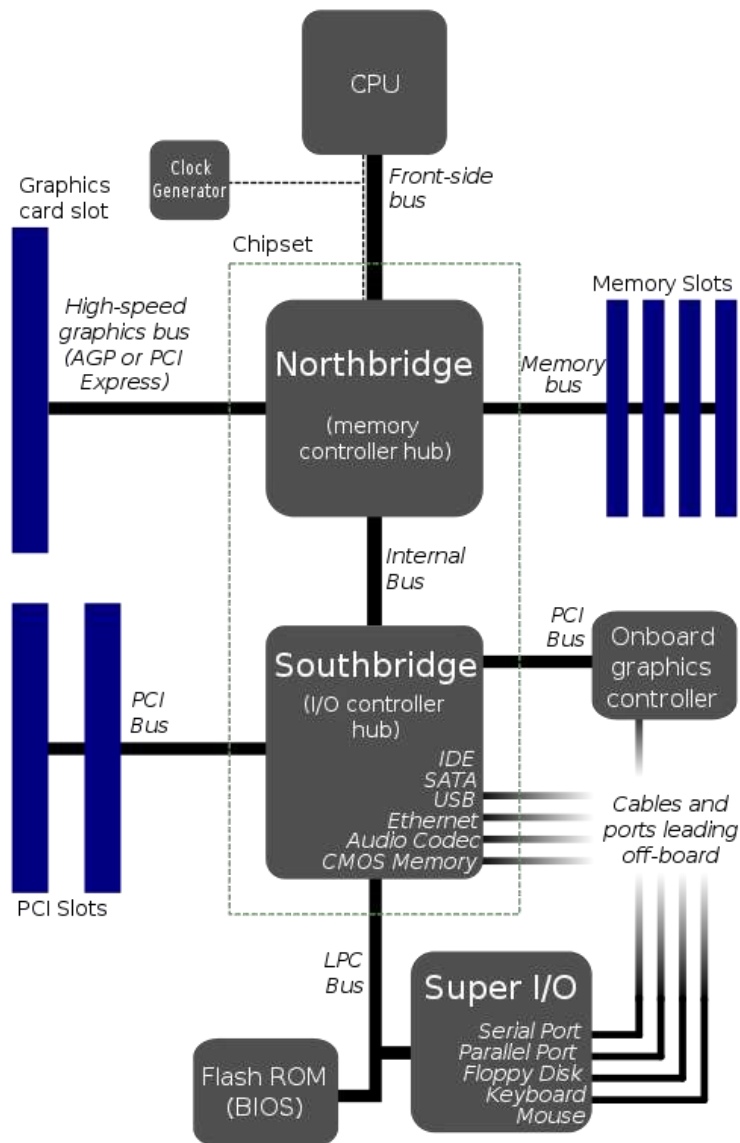 CPU
Clock
Generator
Front-side
bus
Graphics
card slot
Chipset
High-speed
graphics bus
(AGP or PCI
Express)
Northbridge
(memory
controller hub)
Memory Slots
Memory
bus
Internal
Bus
PCI
Bus
Onboard
graphics
controller
Southbridge
(I/O controller
hub)
PCI
Bus
IDE
SATA
USB
Ethernet
Audio Codec
CMOS Memory
Cables and
ports leading
off-board
PCI Slots
LPC
Bus
Super I/O
Serial Port
Parallel Port
Floppy Disk
Keyboard
Mouse
Flash ROM
(BIOS)